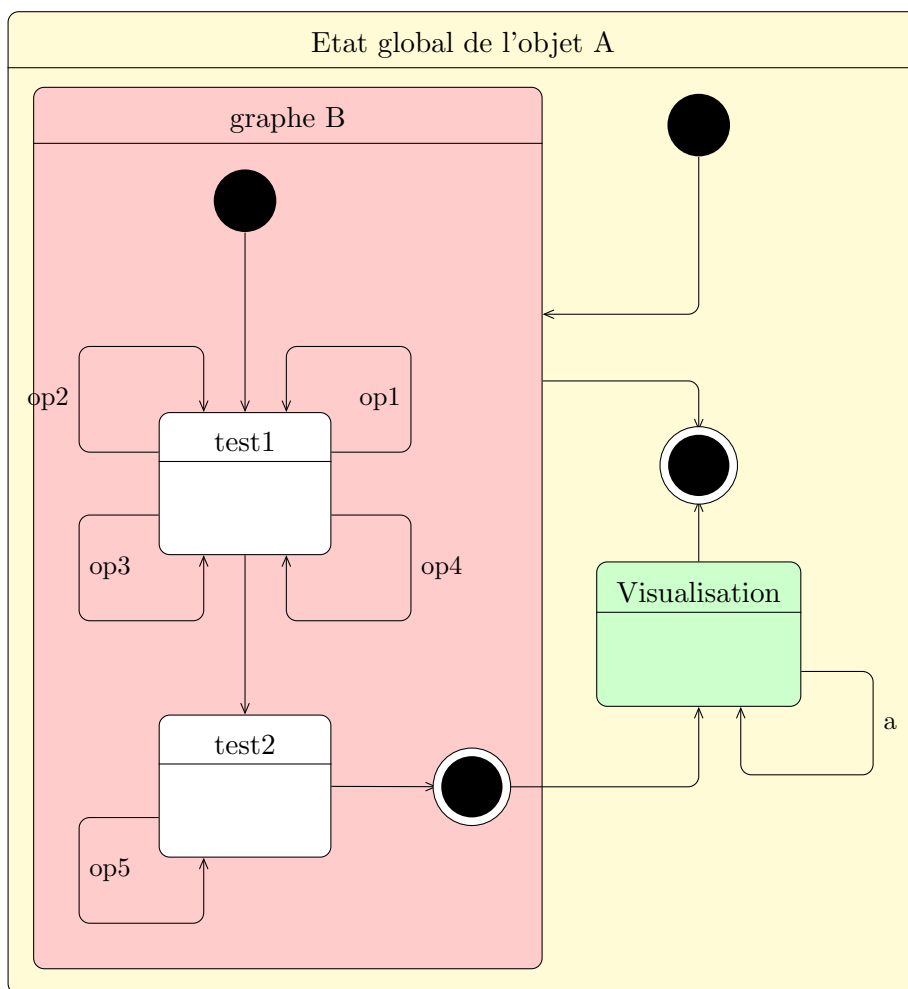 Etat global de l'objet A
graphe B
op2
op1
test1
op3
op4
Visualisation
a
test2
op5